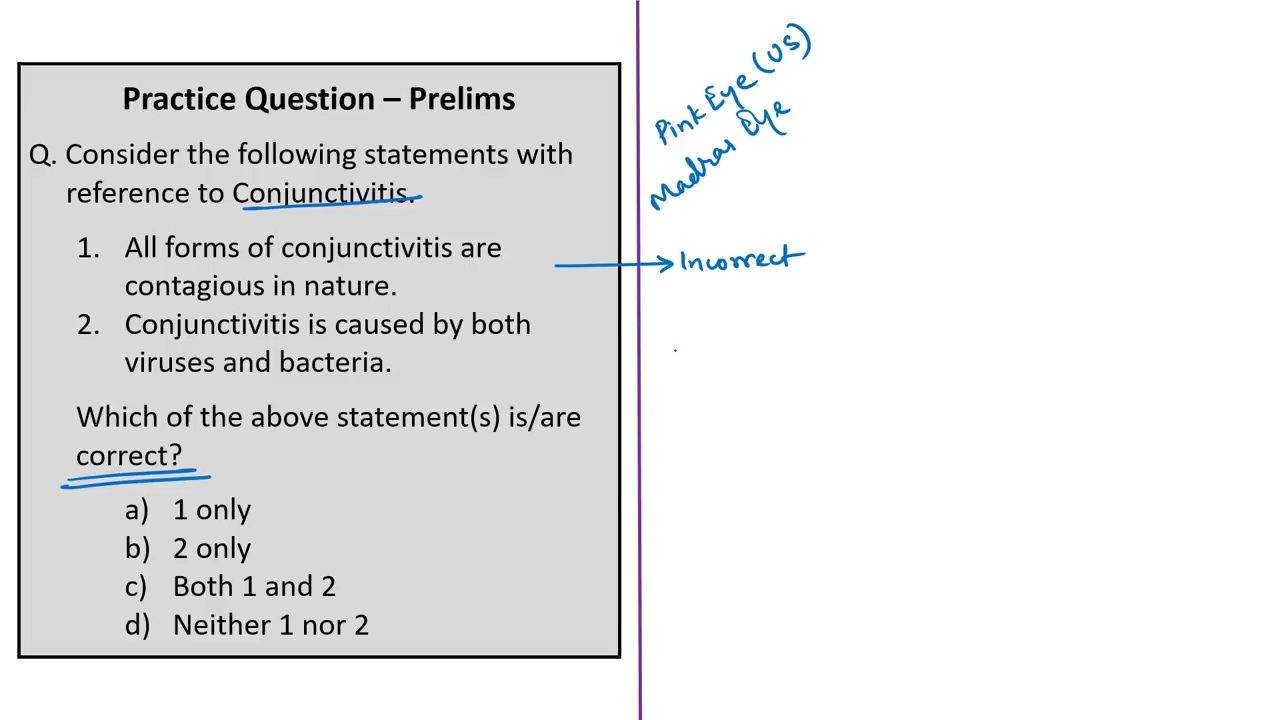 Practice Question – Prelims
Q. Consider the following statements with
reference to Conjunctivitis.
1. All forms of conjunctivitis are
contagious in nature.
2. Conjunctivitis is caused by both
viruses and bacteria.
Which of the above statement(s) is/are
correct?
a) 1 only
b) 2 only
c) Both 1 and 2
d) Neither 1 nor 2
Pink Eye (US)
Madras Eye
Incorrect